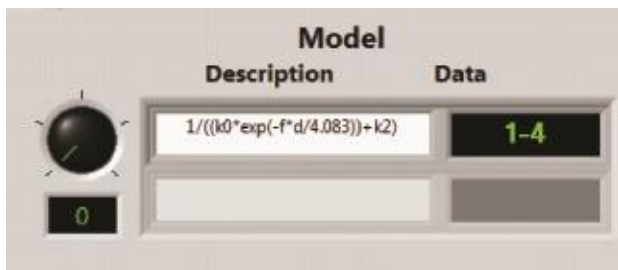 Model
Description Data
1/((k0*exp(-f*d/4.083))+k2) 1-4
0